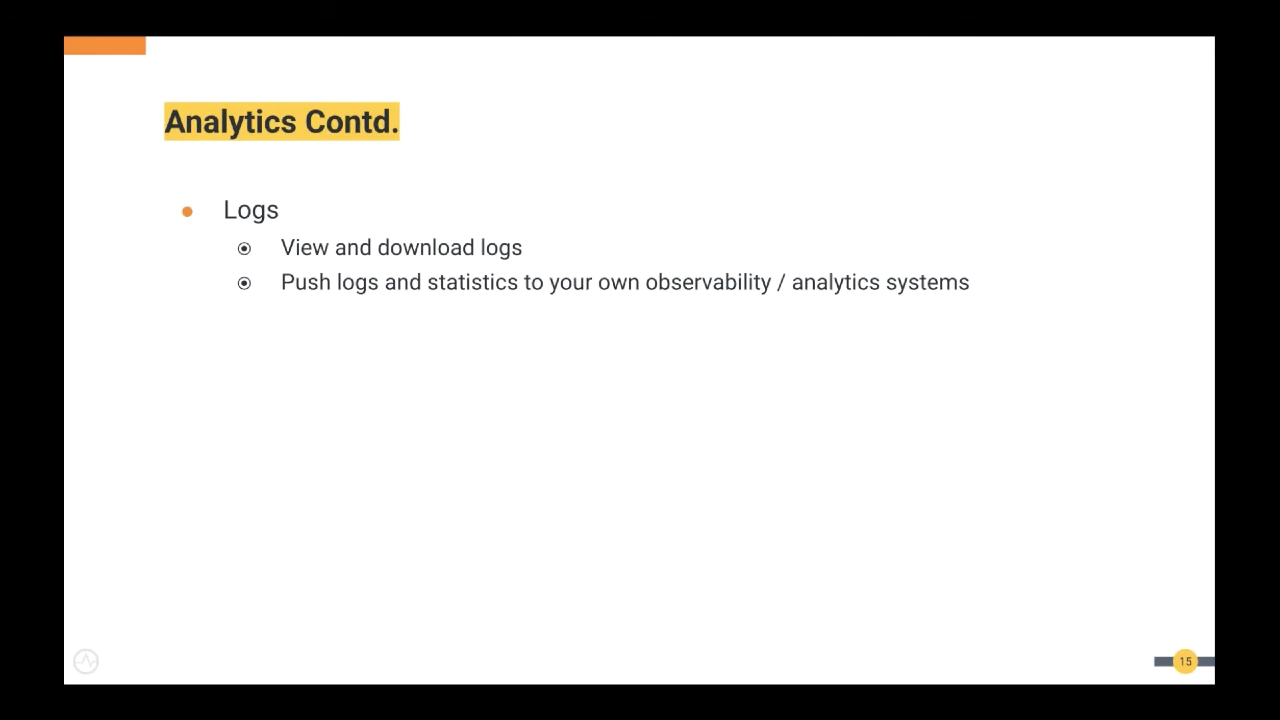 Analytics Contd.
Logs
View and download logs
Push logs and statistics to your own observability / analytics systems
15